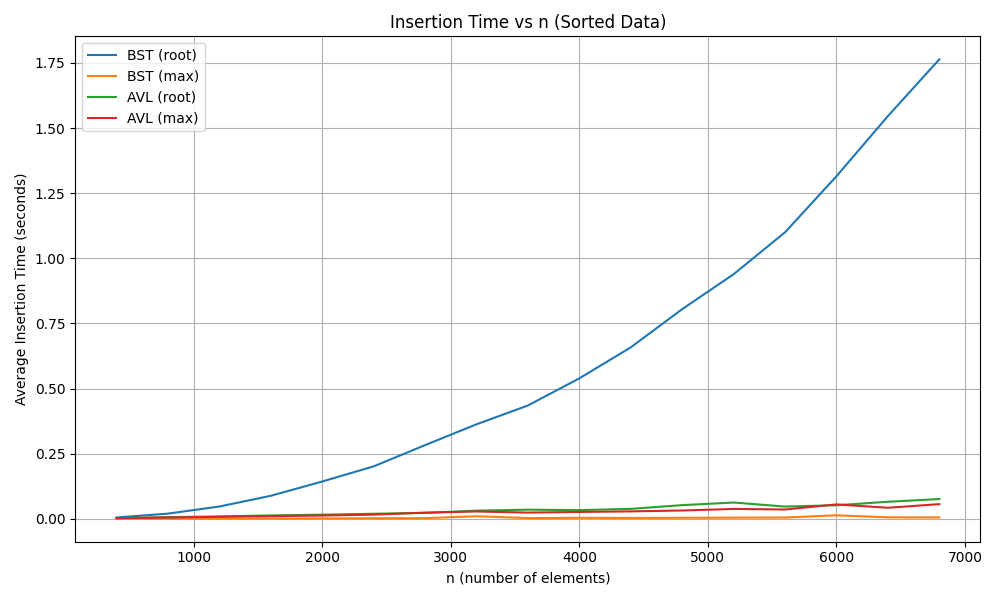 Insertion Time vs n (Sorted Data)
BST (root)
BST (max)
AVL (root)
AVL (max)
Average Insertion Time (seconds)
1.75
1.50
1.25
1.00
0.75
0.50
0.25
0.00
1000 2000 3000 4000 5000 6000 7000
n (number of elements)